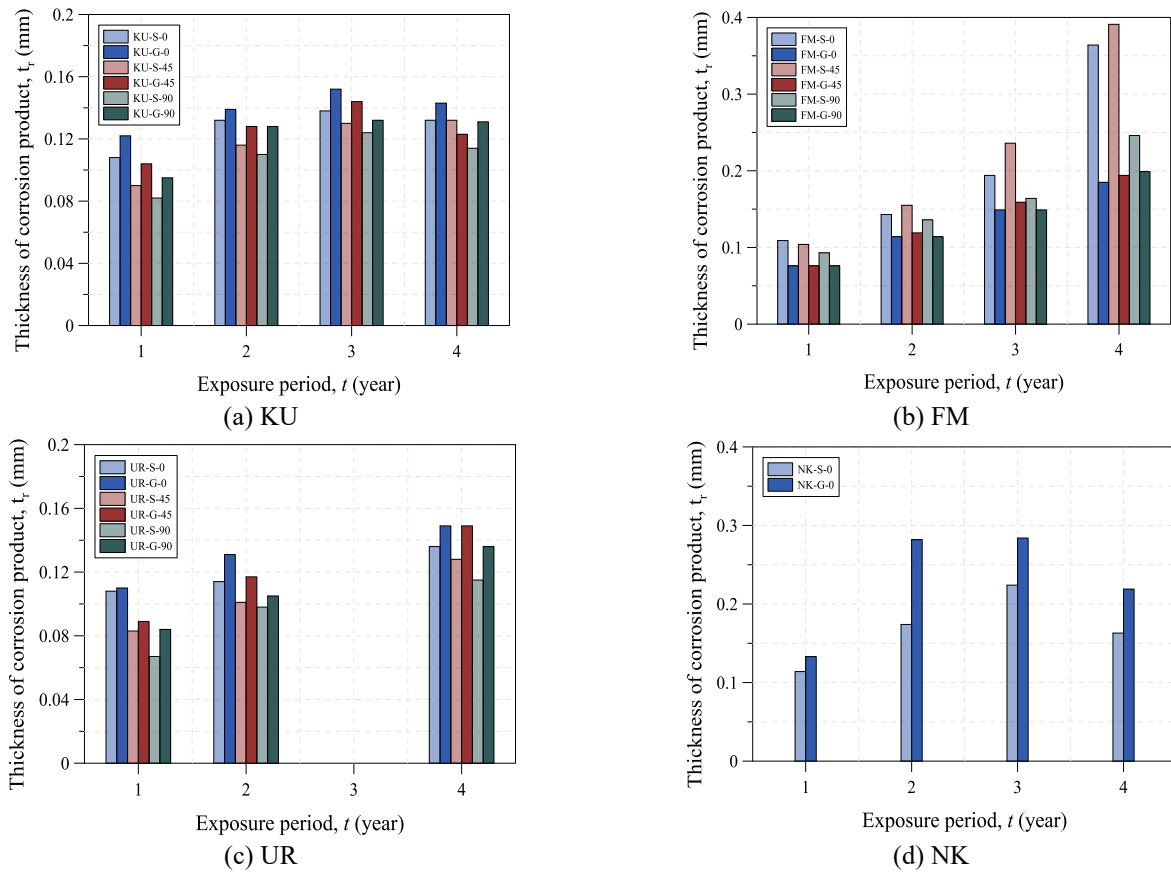 Thickness of corrosion product, tr (mm)
0.2
0.16
0.12
0.08
0.04
0
KU-S-0
KU-G-0
KU-S-45
KU-G-45
KU-S-90
KU-G-90
1 2 3 4
Exposure period, t (year)
(a) KU
Thickness of corrosion product, tr (mm)
0.4
0.3
0.2
0.1
0
FM-S-0
FM-G-0
FM-S-45
FM-G-45
FM-S-90
FM-G-90
1 2 3 4
Exposure period, t (year)
(b) FM
Thickness of corrosion product, tr (mm)
0.2
0.16
0.12
0.08
0.04
0
UR-S-0
UR-G-0
UR-S-45
UR-G-45
UR-S-90
UR-G-90
1 2 3 4
Exposure period, t (year)
(c) UR
Thickness of corrosion product, tr (mm)
0.4
0.3
0.2
0.1
0
NK-S-0
NK-G-0
1 2 3 4
Exposure period, t (year)
(d) NK